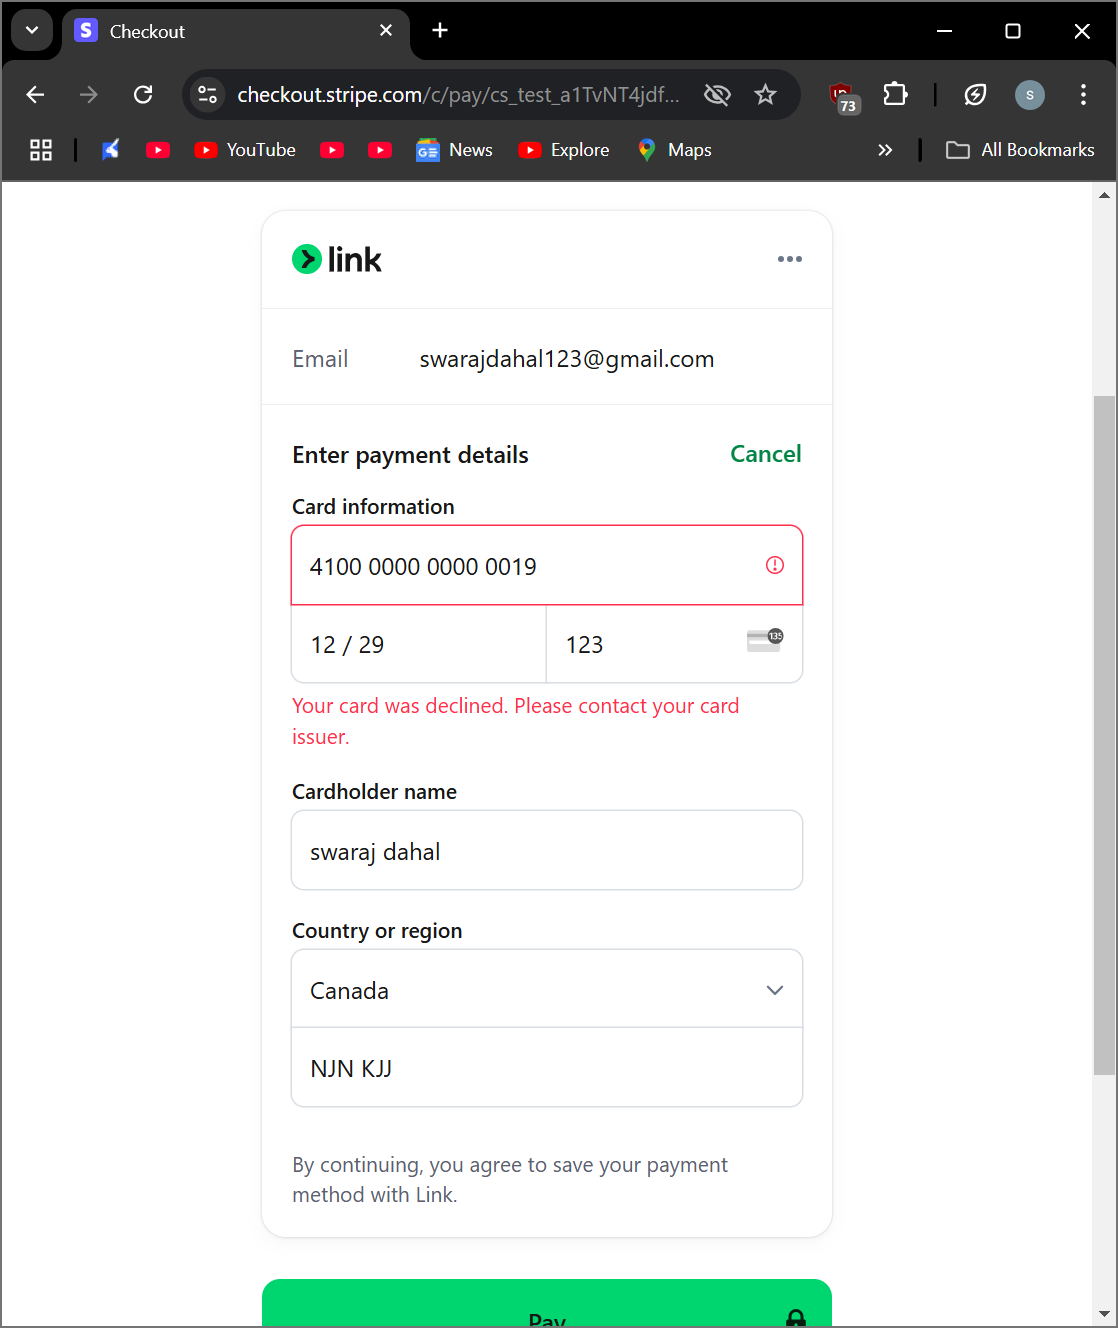 Checkout
checkout.stripe.com/c/pay/cs_test_a1TvNT4jdf...
73
S
YouTube
News
Explore
Maps
All Bookmarks
link
Email
swarajdahal123@gmail.com
Enter payment details
Cancel
Card information
4100 0000 0000 0019
12 / 29
123
135
Your card was declined. Please contact your card
issuer.
Cardholder name
swaraj dahal
Country or region
Canada
NJN KJJ
By continuing, you agree to save your payment
method with Link.
Pay